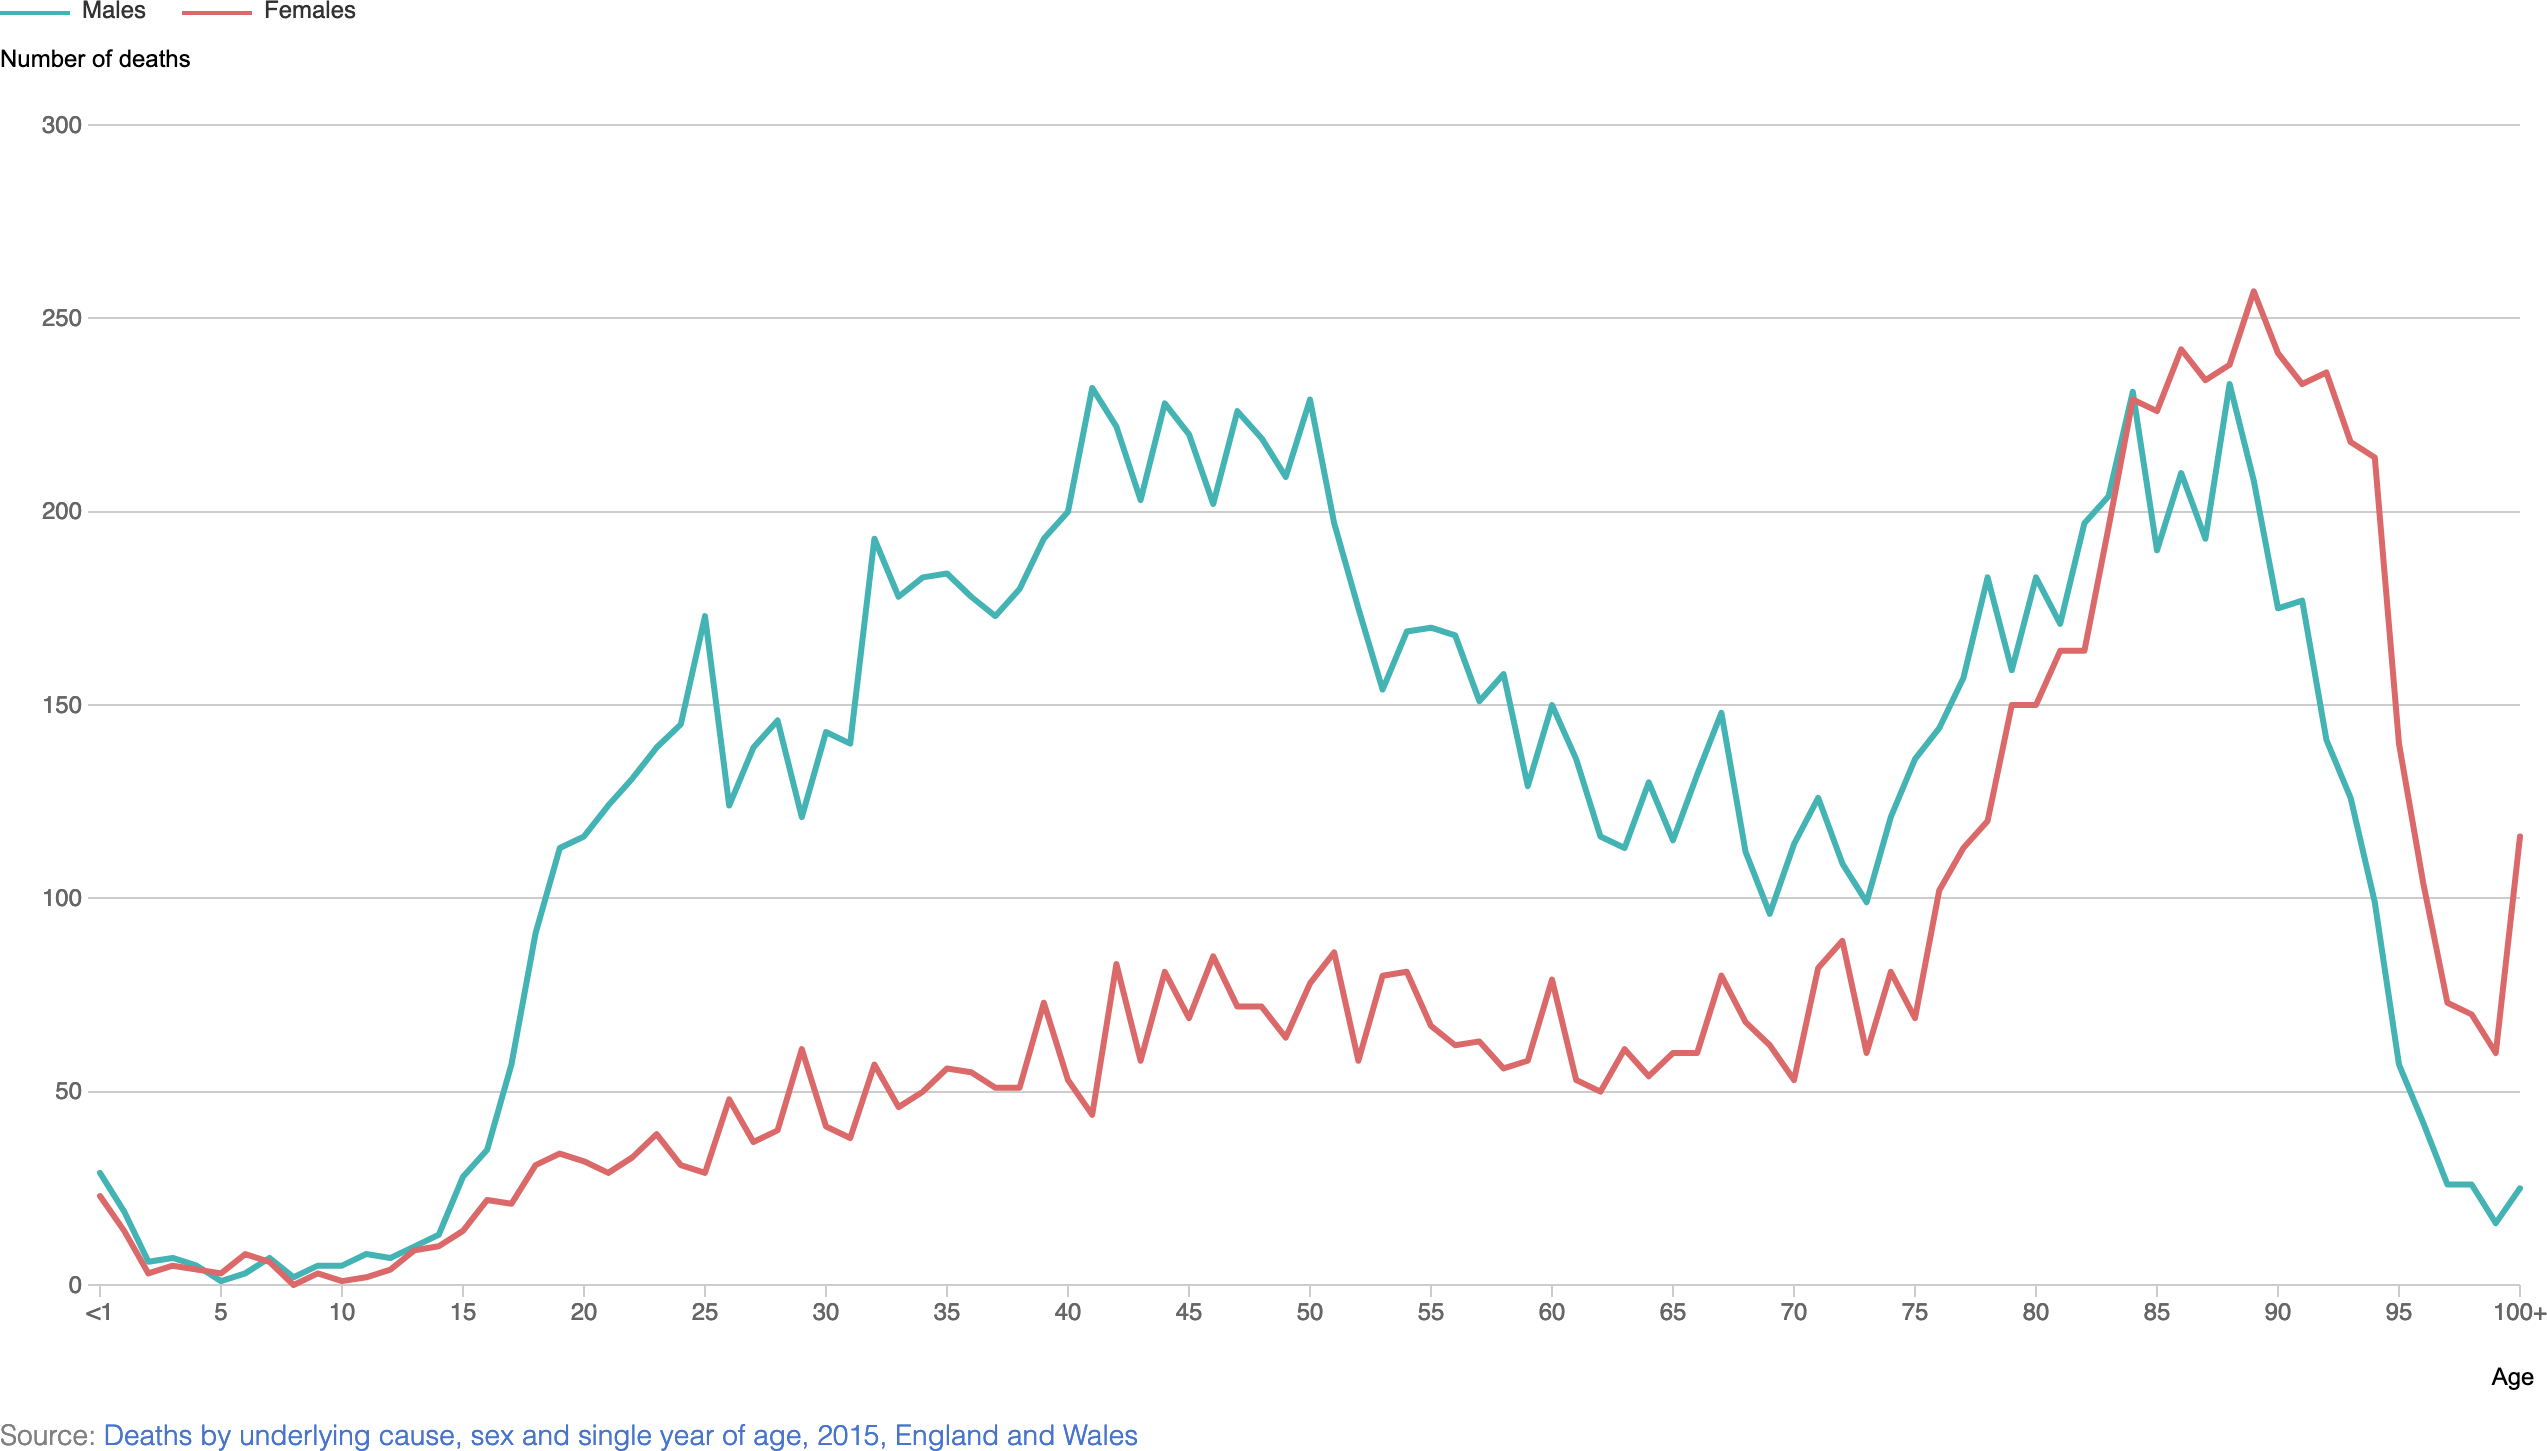 Males Females
Number of deaths
300
250
200
150
100
50
0
<1 5 10 15 20 25 30 35 40 45 50 55 60 65 70 75 80 85 90 95 100+
Age
Source: Deaths by underlying cause, sex and single year of age, 2015, England and Wales